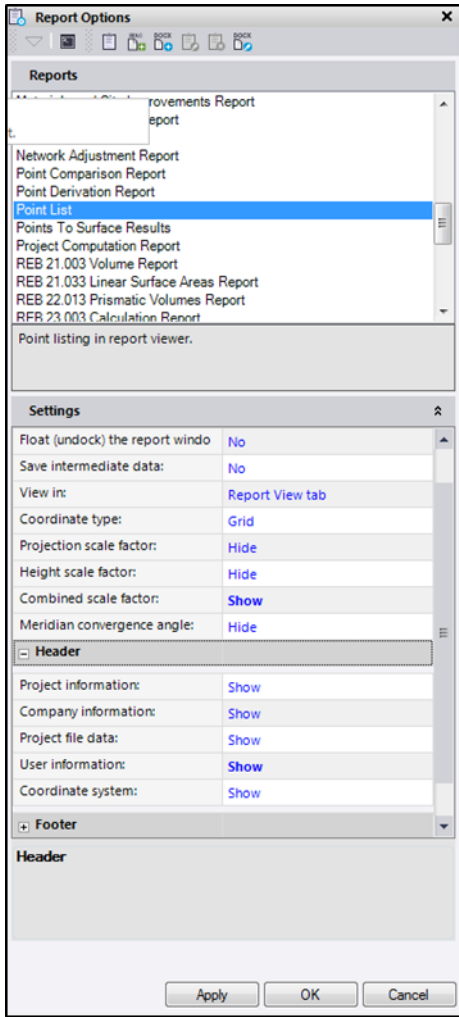 Report Options
DOCX
DOCX
Reports
rovements Report
eport
t.
Network Adjustment Report
Point Comparison Report
Point Derivation Report
Point List
Points To Surface Results
Project Computation Report
REB 21.003 Volume Report
REB 21.033 Linear Surface Areas Report
REB 22.013 Prismatic Volumes Report
REB 23.003 Calculation Report
Point listing in report viewer.
Settings
Float (undock) the report windo No
Save intermediate data: No
View in: Report View tab
Coordinate type: Grid
Projection scale factor: Hide
Height scale factor: Hide
Combined scale factor: Show
Meridian convergence angle: Hide
Header
Project information: Show
Company information: Show
Project file data: Show
User information: Show
Coordinate system: Show
Footer
Header
Apply OK Cancel